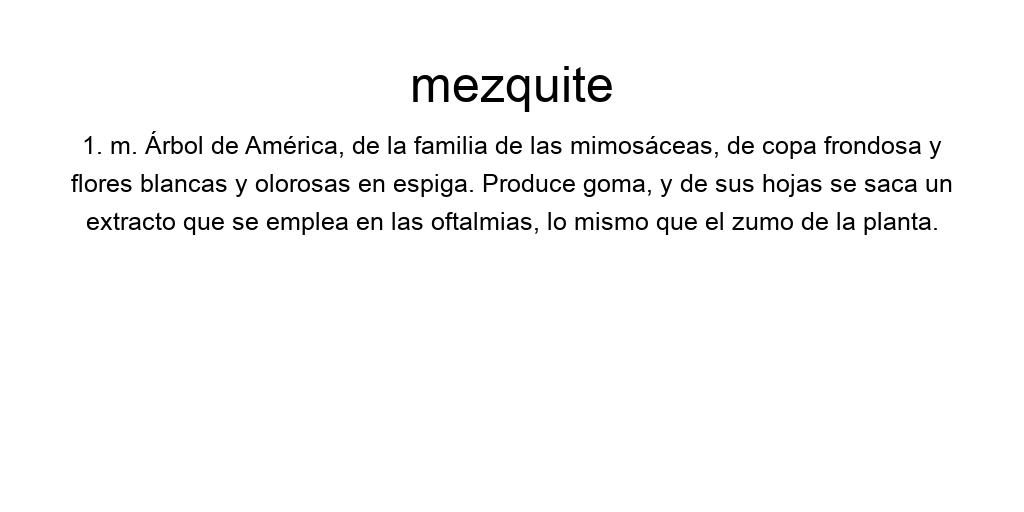 mezquite
1. m. Árbol de América, de la familia de las mimosáceas, de copa frondosa y
flores blancas y olorosas en espiga. Produce goma, y de sus hojas se saca un
extracto que se emplea en las oftalmias, lo mismo que el zumo de la planta.